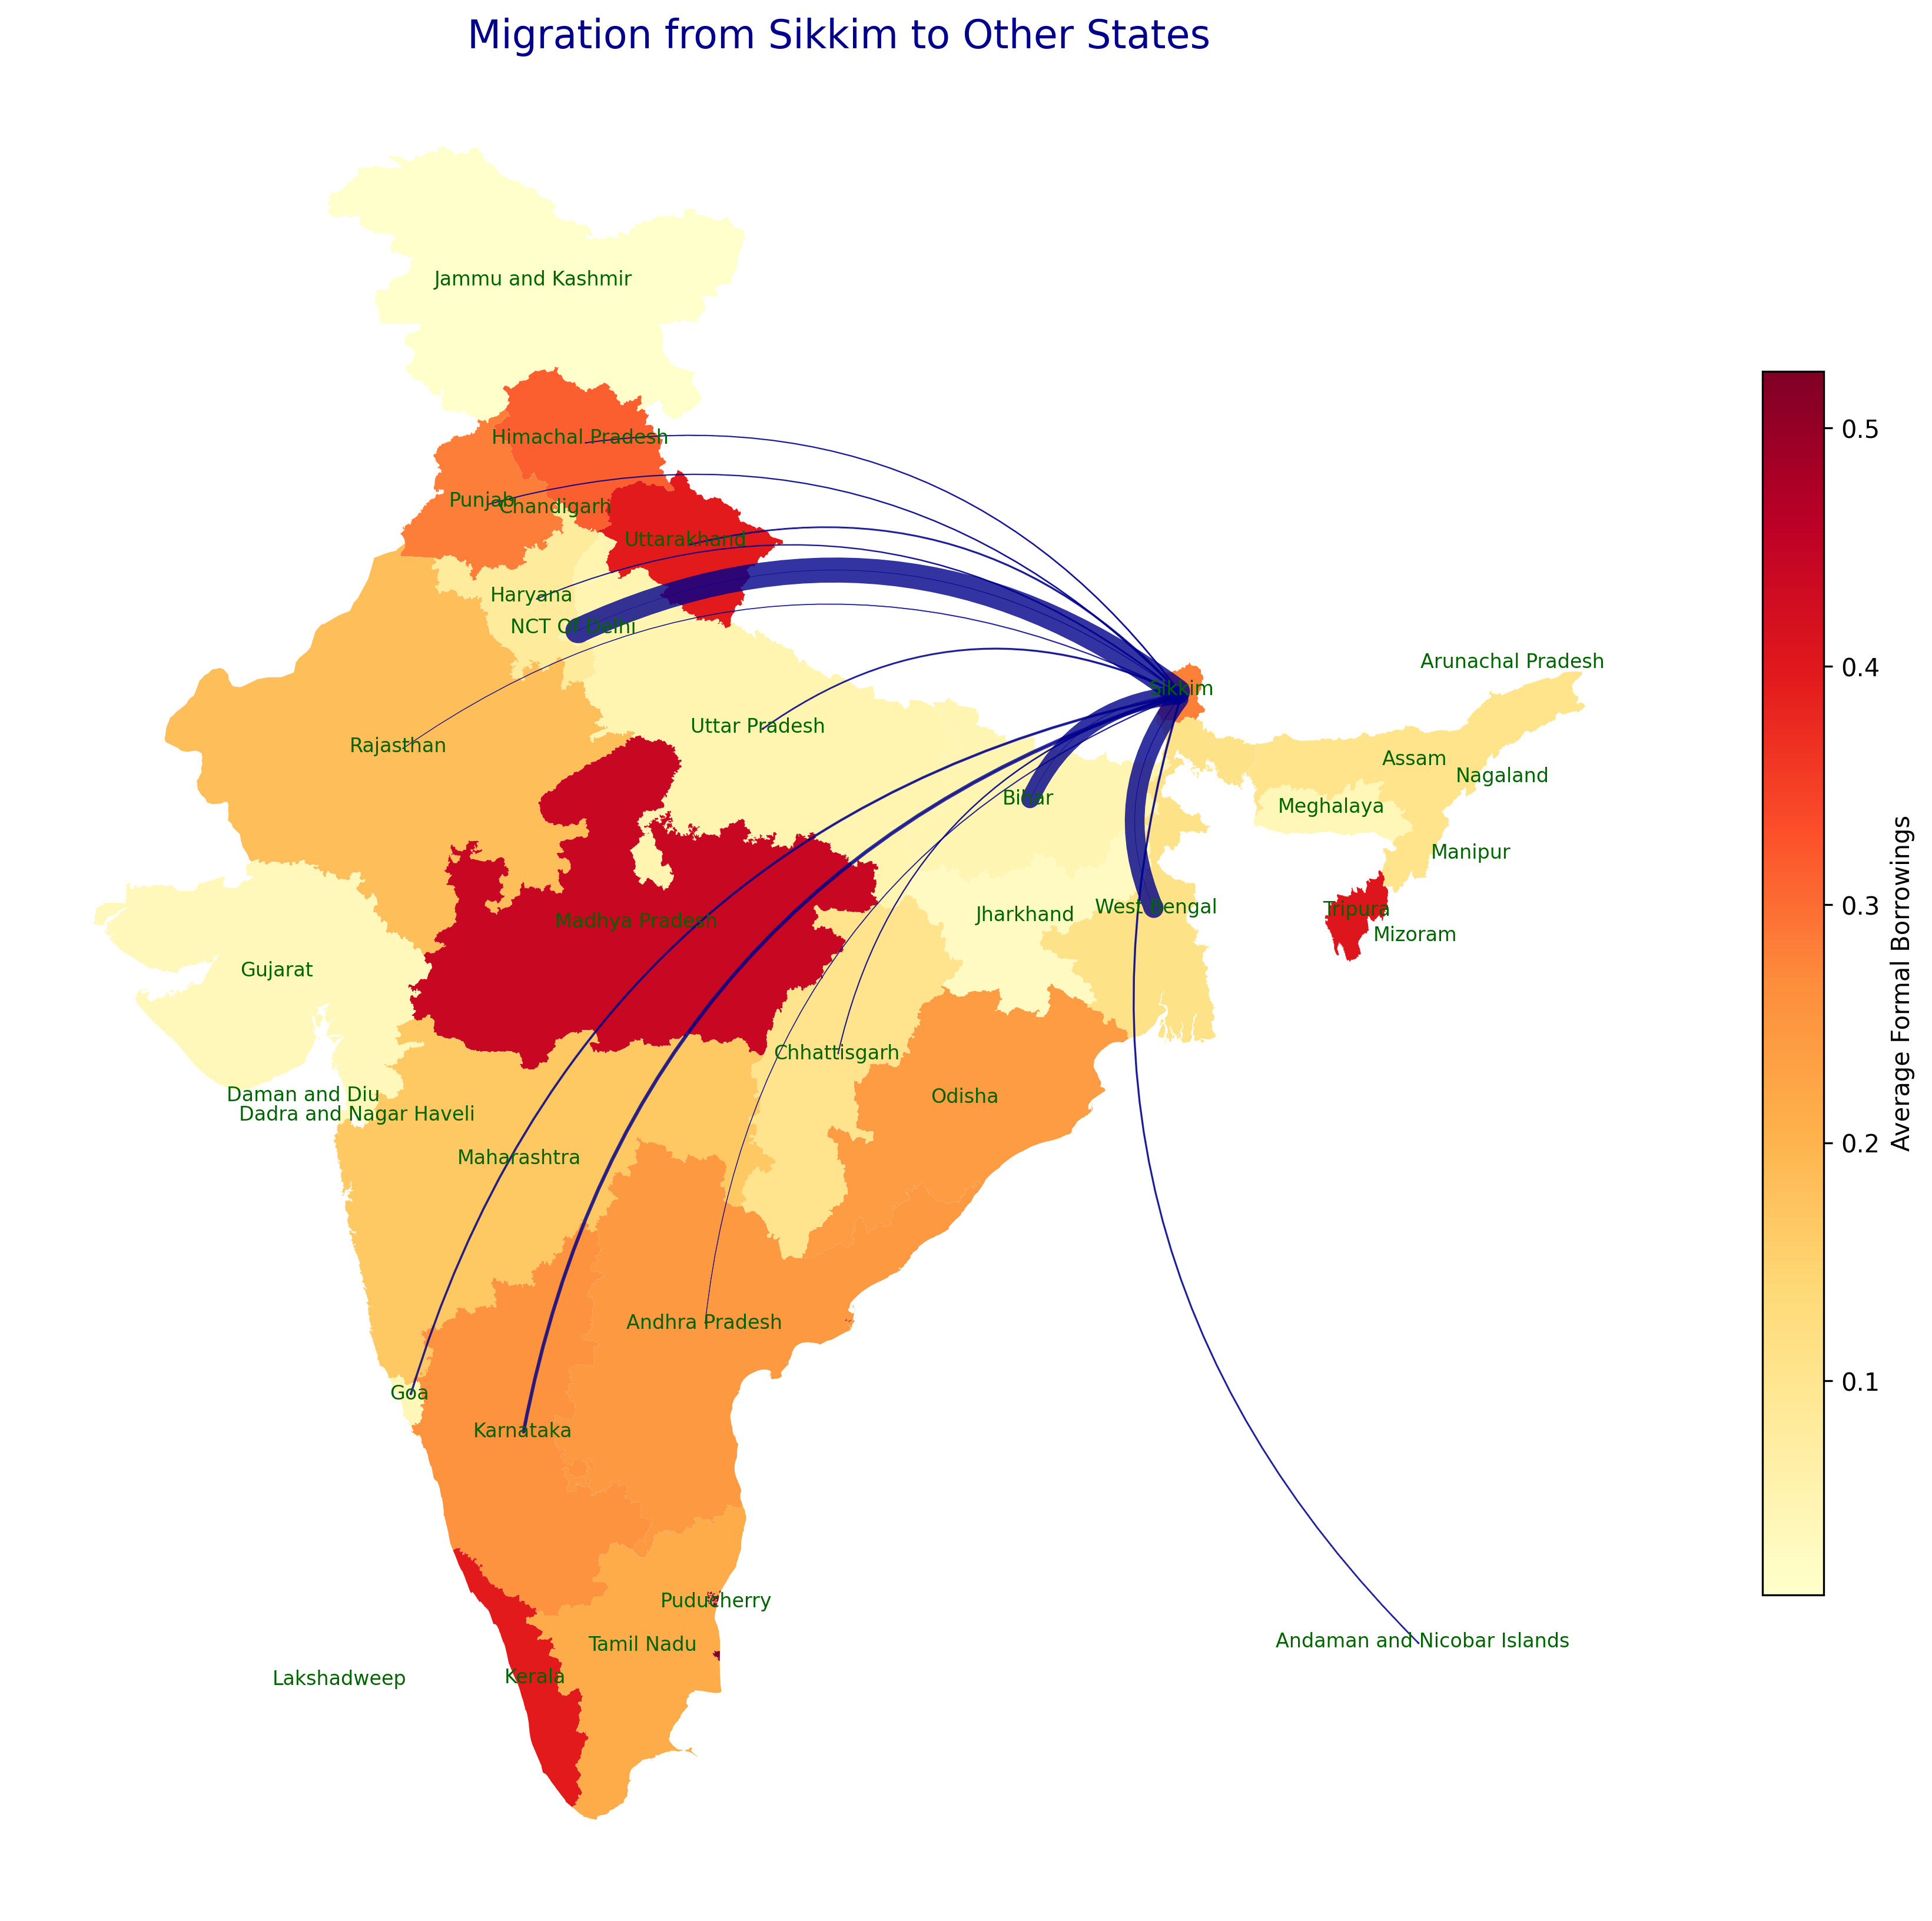 Migration from Sikkim to Other States
Jammu and Kashmir
Himachal Pradesh
Punjab
Chandigarh
Uttarakhand
Haryana
NCT Of Delhi
Arunachal Pradesh
Sikkim
Rajasthan
Uttar Pradesh
Assam
Nagaland
Bihar
Meghalaya
Manipur
Madhya Pradesh
Jharkhand
West Bengal
Tripura
Mizoram
Gujarat
Chhattisgarh
Daman and Diu
Odisha
Dadra and Nagar Haveli
Maharashtra
Andhra Pradesh
Goa
Karnataka
Puducherry
Tamil Nadu
Andaman and Nicobar Islands
Lakshadweep
Kerala
0.5
0.4
0.3
0.2
0.1
Average Formal Borrowings